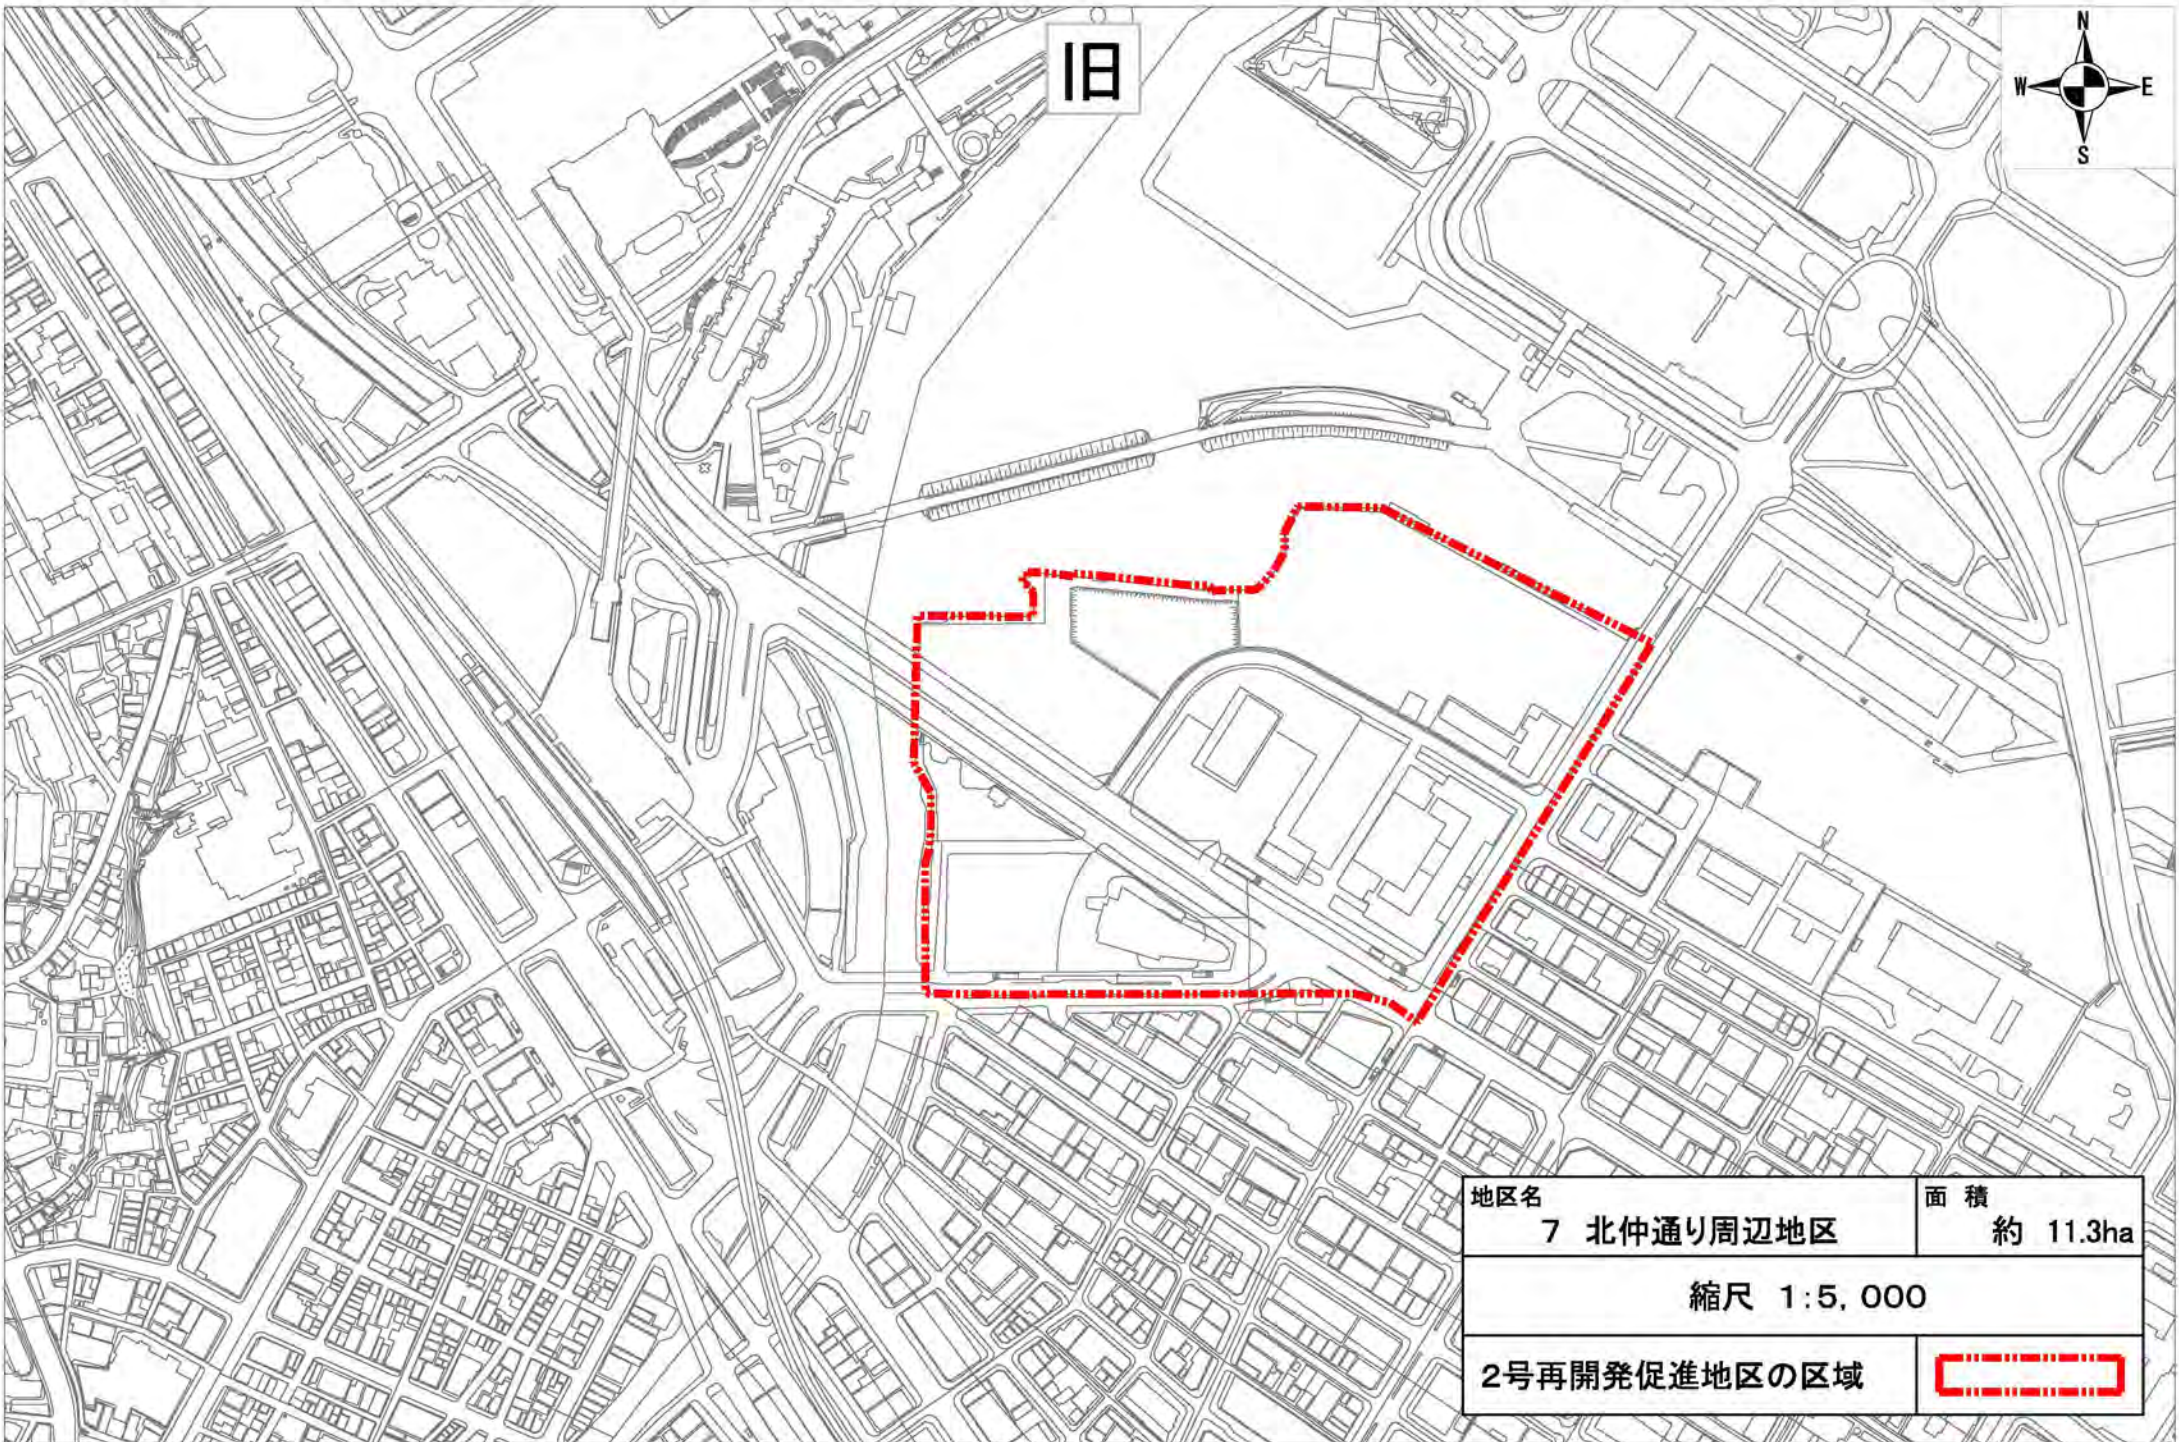 旧
N
W E
S
地区名
7 北仲通り周辺地区
面 積
約 11.3ha
縮尺 1:5,000
2号再開発促進地区の区域